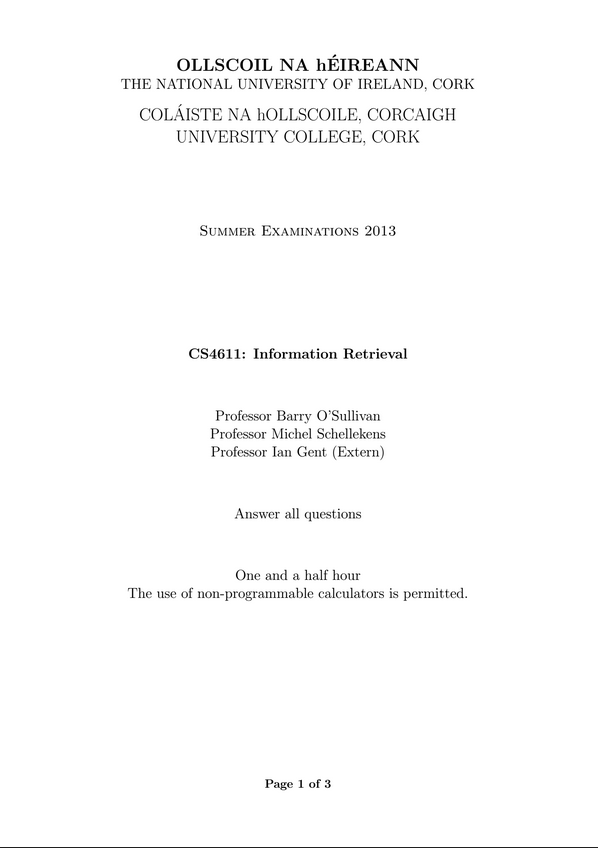 OLLSCOIL NA hÉIREANN
THE NATIONAL UNIVERSITY OF IRELAND, CORK
COLÁISTE NA hOLLSCOILE, CORCAIGH
UNIVERSITY COLLEGE, CORK
Summer Examinations 2013
CS4611: Information Retrieval
Professor Barry O'Sullivan
Professor Michel Schellekens
Professor Ian Gent (Extern)
Answer all questions
One and a half hour
The use of non-programmable calculators is permitted.
Page 1 of 3